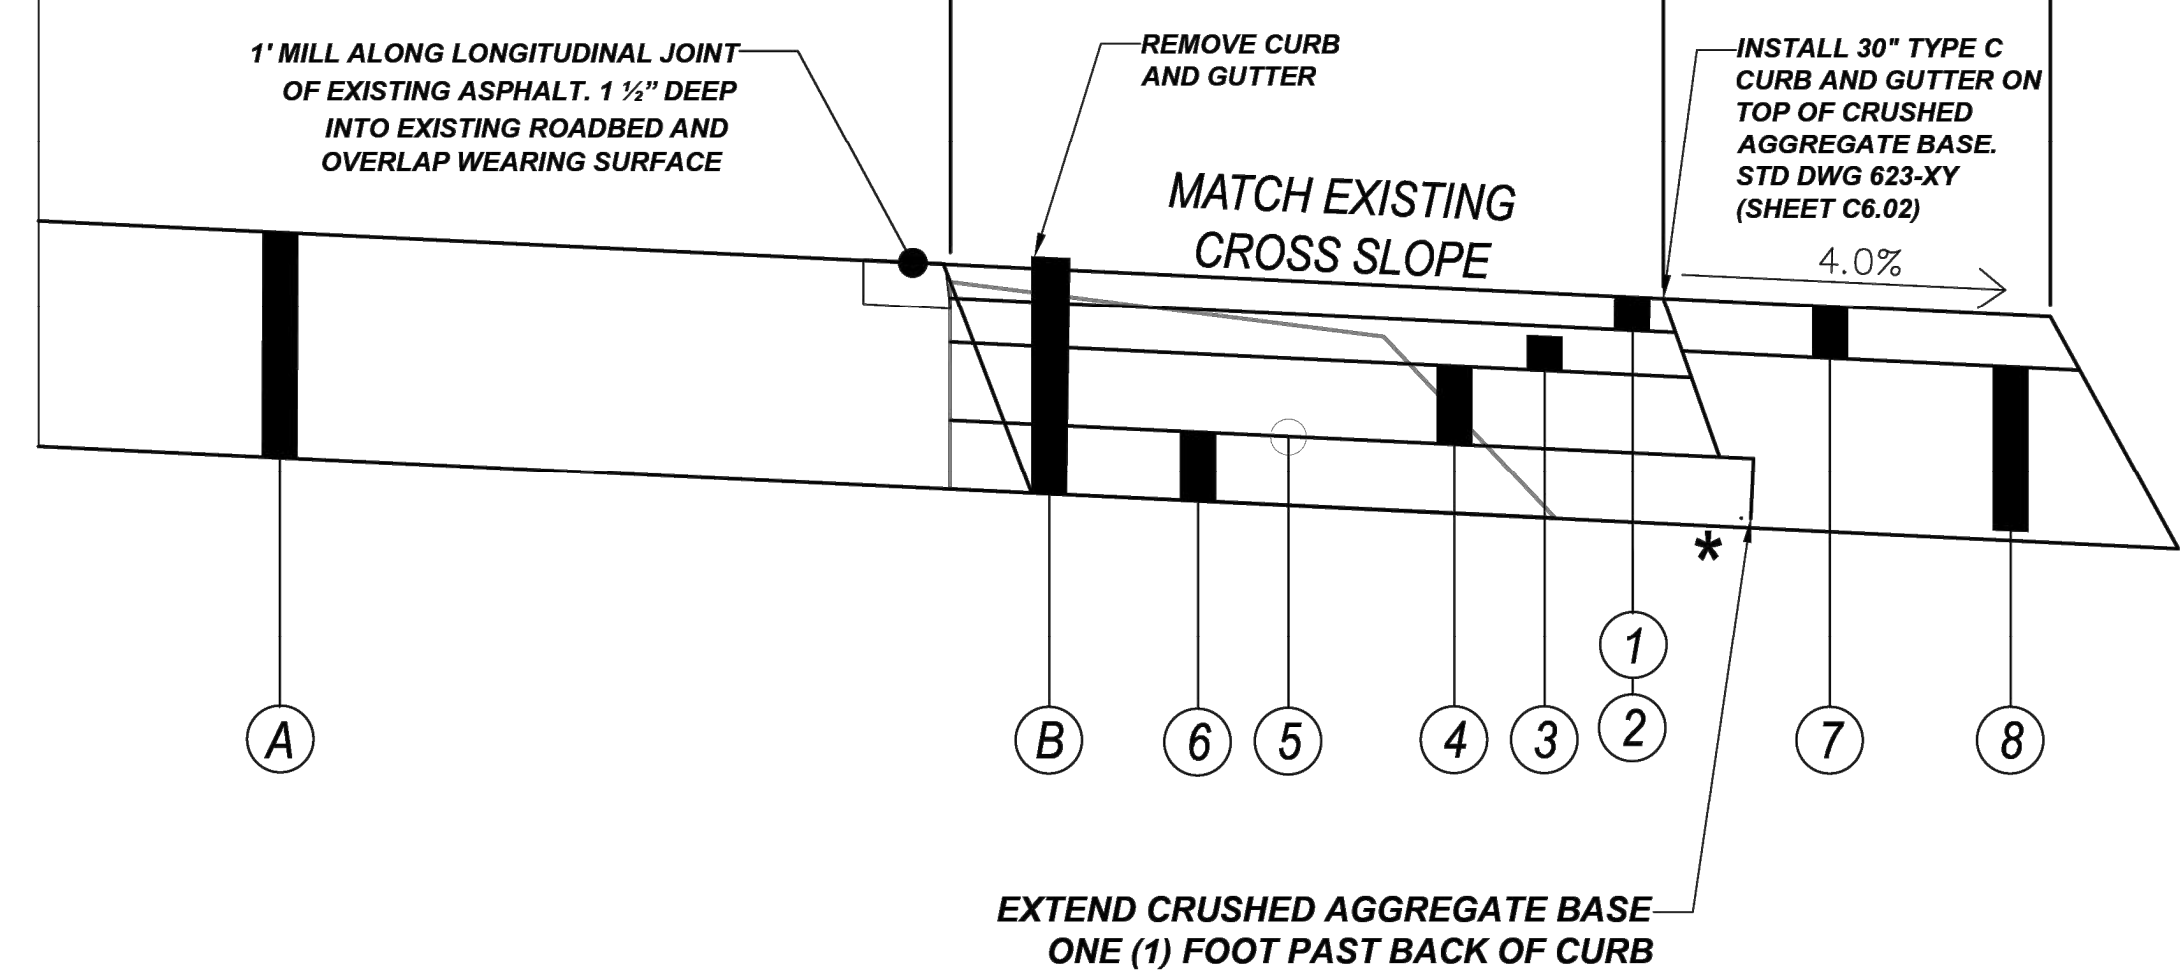 1' MILL ALONG LONGITUDINAL JOINT
OF EXISTING ASPHALT. 1 ½” DEEP
INTO EXISTING ROADBED AND
OVERLAP WEARING SURFACE
REMOVE CURB
AND GUTTER
INSTALL 30" TYPE C
CURB AND GUTTER ON
TOP OF CRUSHED
AGGREGATE BASE.
STD DWG 623-XY
(SHEET C6.02)
MATCH EXISTING
CROSS SLOPE
4.0%
*
1
A
B
6
5
4
3
2
7
8
EXTEND CRUSHED AGGREGATE BASE
ONE (1) FOOT PAST BACK OF CURB